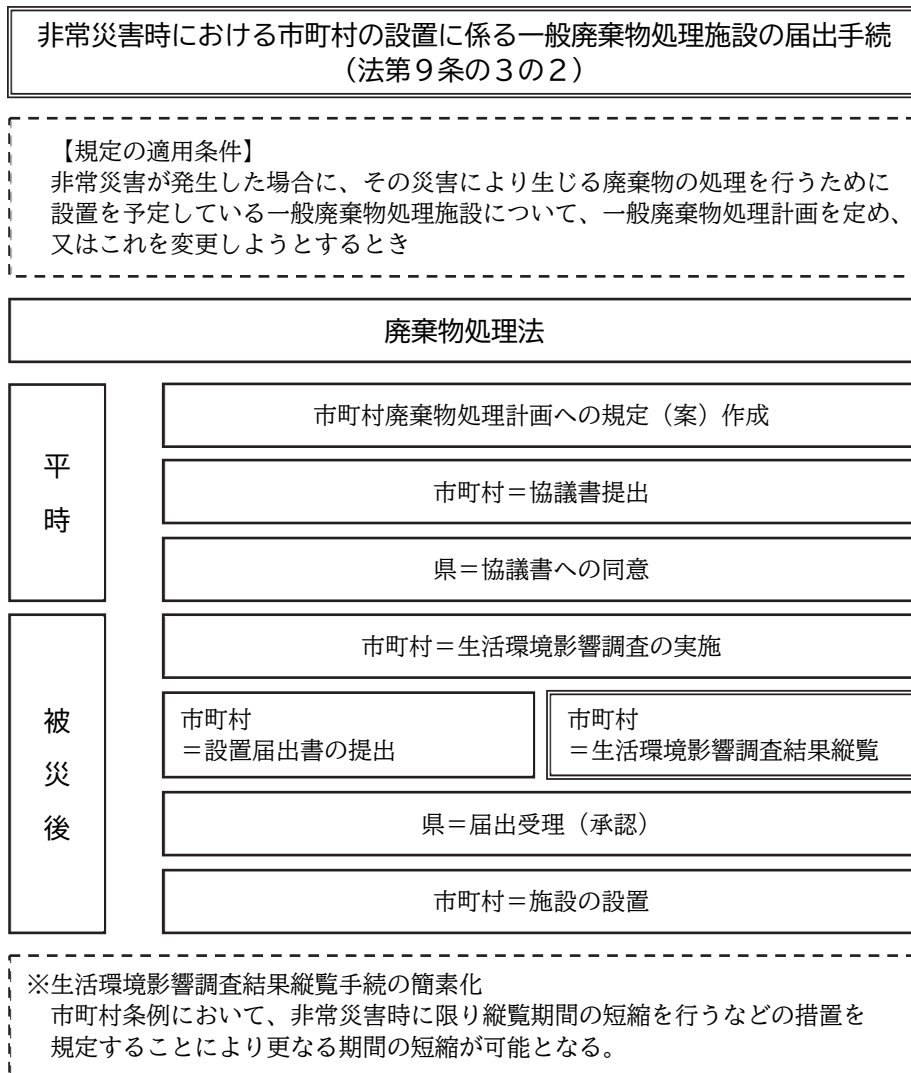 非常災害時における市町村の設置に係る一般廃棄物処理施設の届出手続
（法第９条の３の２）
【規定の適用条件】
非常災害が発生した場合に、その災害により生じる廃棄物の処理を行うために
設置を予定している一般廃棄物処理施設について、一般廃棄物処理計画を定め、
又はこれを変更しようとするとき
廃棄物処理法
平時
市町村廃棄物処理計画への規定（案）作成
市町村＝協議書提出
県＝協議書への同意
被災後
市町村＝生活環境影響調査の実施
市町村
＝設置届出書の提出
市町村
＝生活環境影響調査結果縦覧
県＝届出受理（承認）
市町村＝施設の設置
※生活環境影響調査結果縦覧手続の簡素化
市町村条例において、非常災害時に限り縦覧期間の短縮を行うなどの措置を
規定することにより更なる期間の短縮が可能となる。